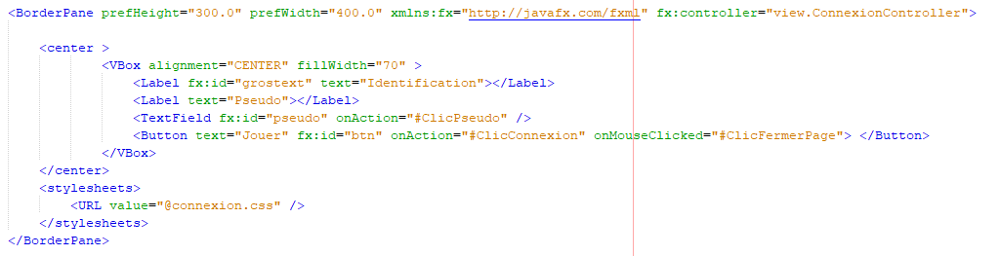 <BorderPane prefHeight="300.0" prefWidth="400.0" xmlns:fx="http://javafx.com/fxml" fx:controller="view.ConnexionController">
<center >
<VBox alignment="CENTER" fillWidth="70" >
<Label fx:id="grostext" text="Identification"></Label>
<Label text="Pseudo"></Label>
<TextField fx:id="pseudo" onAction="#ClicPseudo" />
<Button text="Jouer" fx:id="btn" onAction="#ClicConnexion" onMouseClicked="#ClicFermerPage"> </Button>
</VBox>
</center>
<stylesheets>
<URL value="@connexion.css" />
</stylesheets>
</BorderPane>